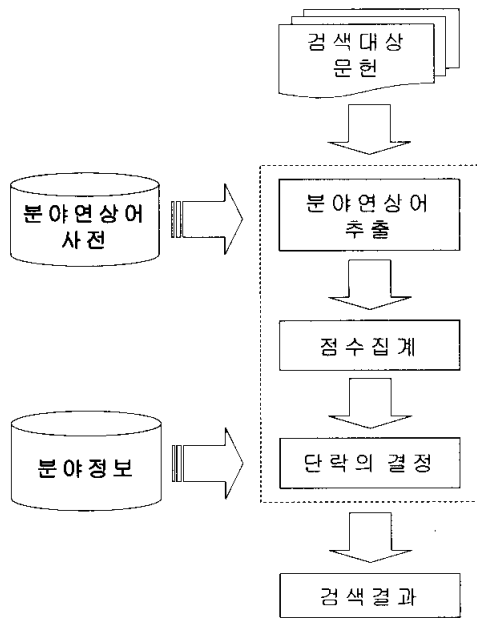 검색대상
문헌
분야연상어
사전
분야연상어
추출
점수집계
분야정보
단락의 결정
검색결과